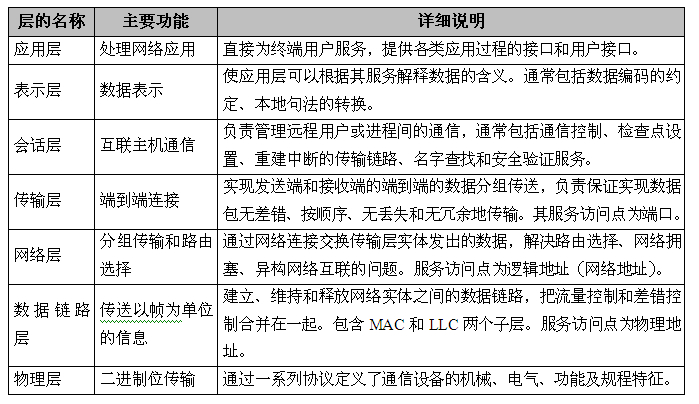 层的名称 主要功能 详细说明
应用层 处理网络应用 直接为终端用户服务，提供各类应用过程的接口和用户接口。
表示层 数据表示 使应用层可以根据其服务解释数据的含义。通常包括数据编码的约
定、本地句法的转换。
会话层 互联主机通信 负责管理远程用户或进程间的通信，通常包括通信控制、检查点设
置、重建中断的传输链路、名字查找和安全验证服务。
传输层 端到端连接 实现发送端和接收端的端到端的数据分组传送，负责保证实现数据
包无差错、按顺序、无丢失和无冗余地传输。其服务访问点为端口。
网络层 分组传输和路由
选择
通过网络连接交换传输层实体发出的数据，解决路由选择、网络拥
塞、异构网络互联的问题。服务访问点为逻辑地址（网络地址）。
数据链路
层
传送以帧为单位
的信息
建立、维持和释放网络实体之间的数据链路，把流量控制和差错控
制合并在一起。包含 MAC 和 LLC 两个子层。服务访问点为物理地
址。
物理层 二进制位传输 通过一系列协议定义了通信设备的机械、电气、功能及规程特征。